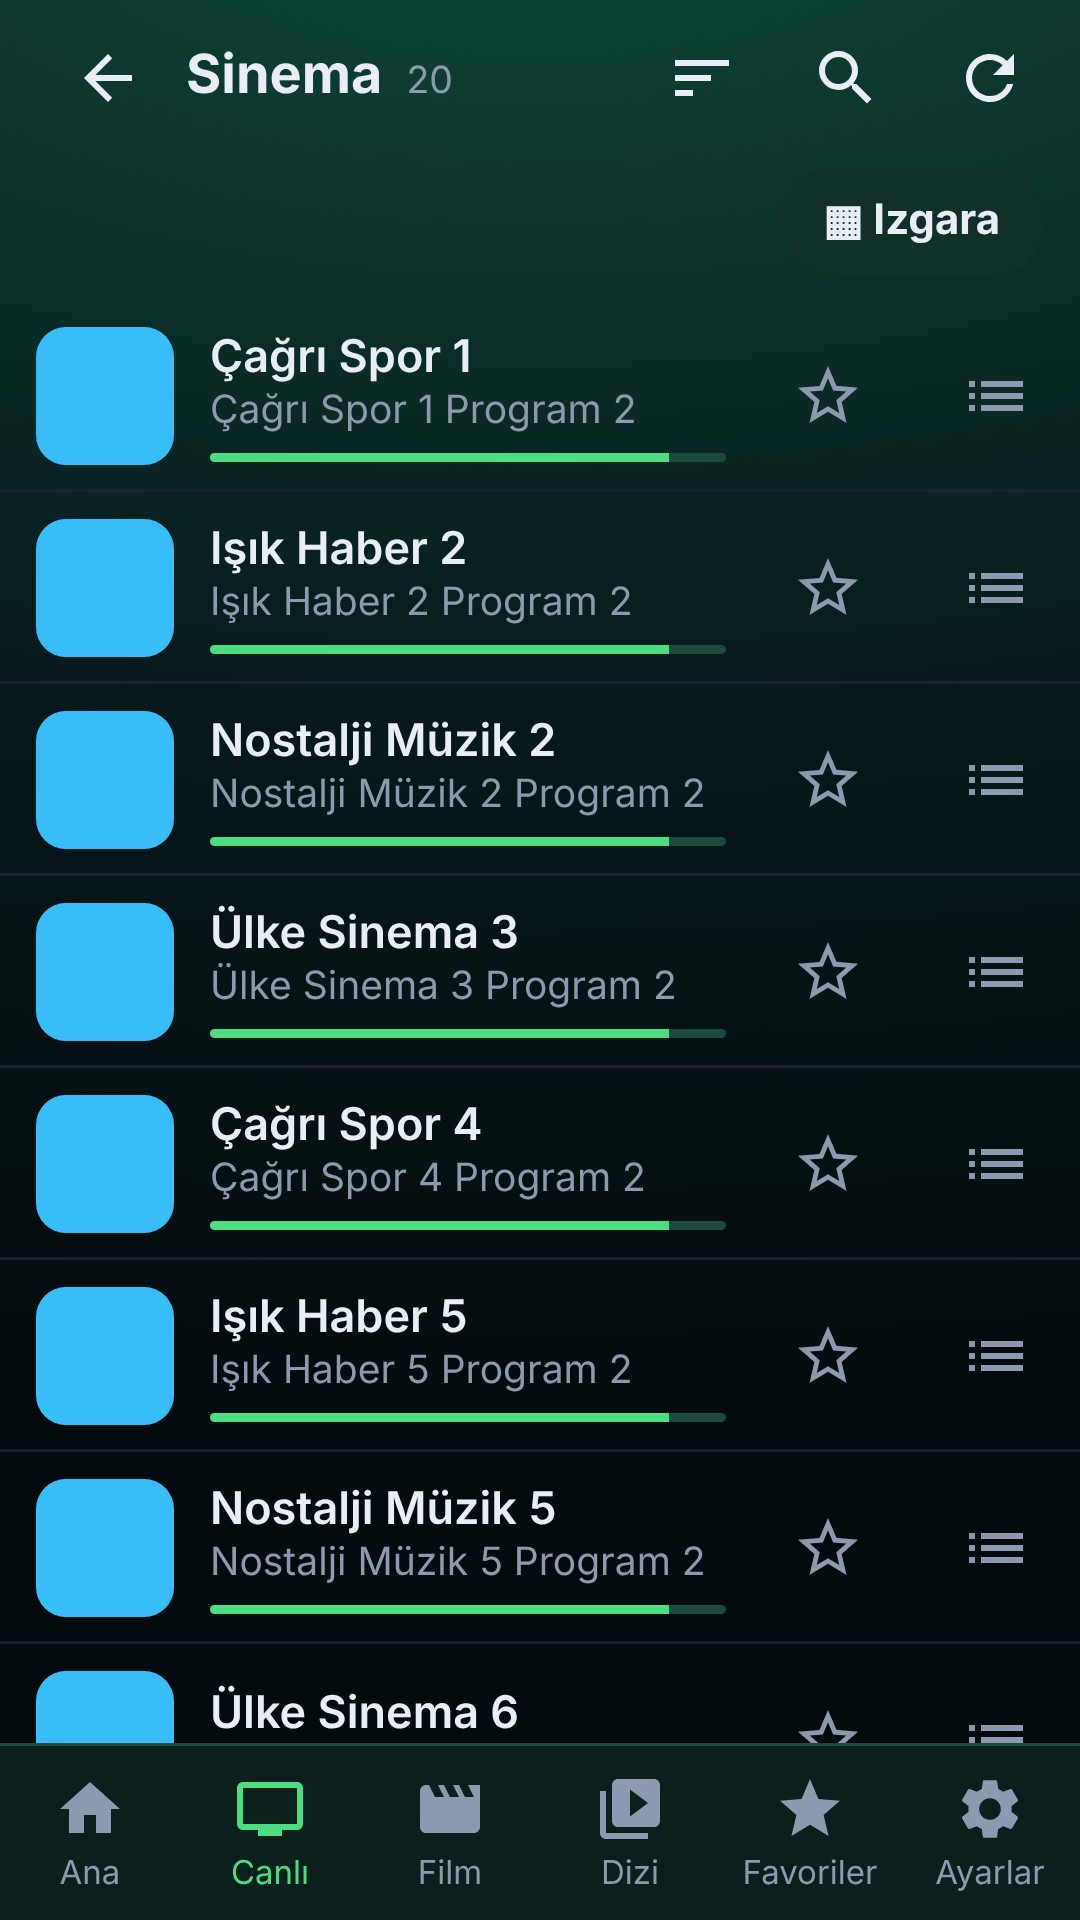 Sinema 20
▦ Izgara
Çağrı Spor 1
Çağrı Spor 1 Program 2
Işık Haber 2
Işık Haber 2 Program 2
Nostalji Müzik 2
Nostalji Müzik 2 Program 2
Ülke Sinema 3
Ülke Sinema 3 Program 2
Çağrı Spor 4
Çağrı Spor 4 Program 2
Işık Haber 5
Işık Haber 5 Program 2
Nostalji Müzik 5
Nostalji Müzik 5 Program 2
Ülke Sinema 6
Ana Canlı Film Dizi Favoriler Ayarlar